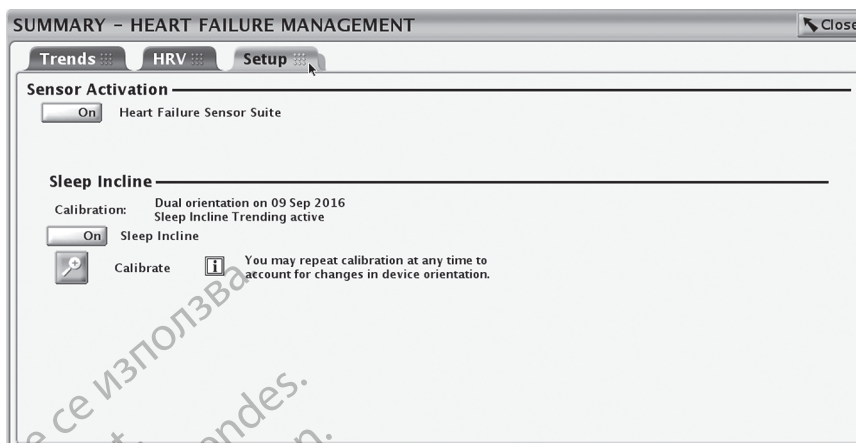 SUMMARY – HEART FAILURE MANAGEMENT
Close
Trends
HRV
Setup
Sensor Activation
On
Heart Failure Sensor Suite
Sleep Incline
Calibration:
Dual orientation on 09 Sep 2016
Sleep Incline Trending active
On
Sleep Incline
Calibrate
You may repeat calibration at any time to
account for changes in device orientation.
се използва